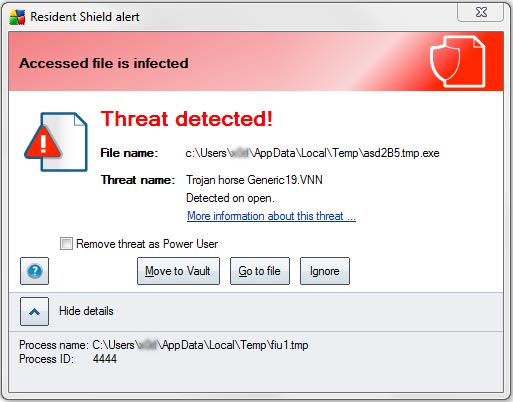 Resident Shield alert
Accessed file is infected
Threat detected!
File name: c:\Users\ \AppData\Local\Temp\asd2B5.tmp.exe
Threat name: Trojan horse Generic19.VNN
Detected on open.
More information about this threat ...
Remove threat as Power User
? Move to Vault Go to file Ignore
Hide details
Process name: C:\Users\ \AppData\Local\Temp\fiu1.tmp
Process ID: 4444